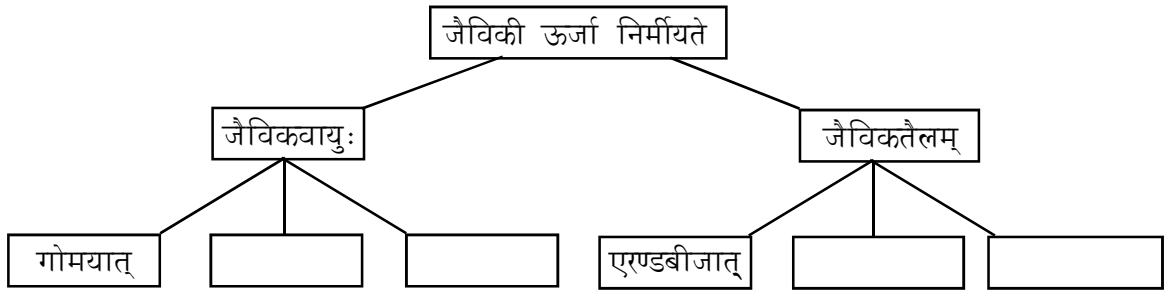 जैविकी ऊर्जा निर्मीयते
जैविकवायुः
जैविकतैलम्
गोमयात्
एरण्डबीजात्